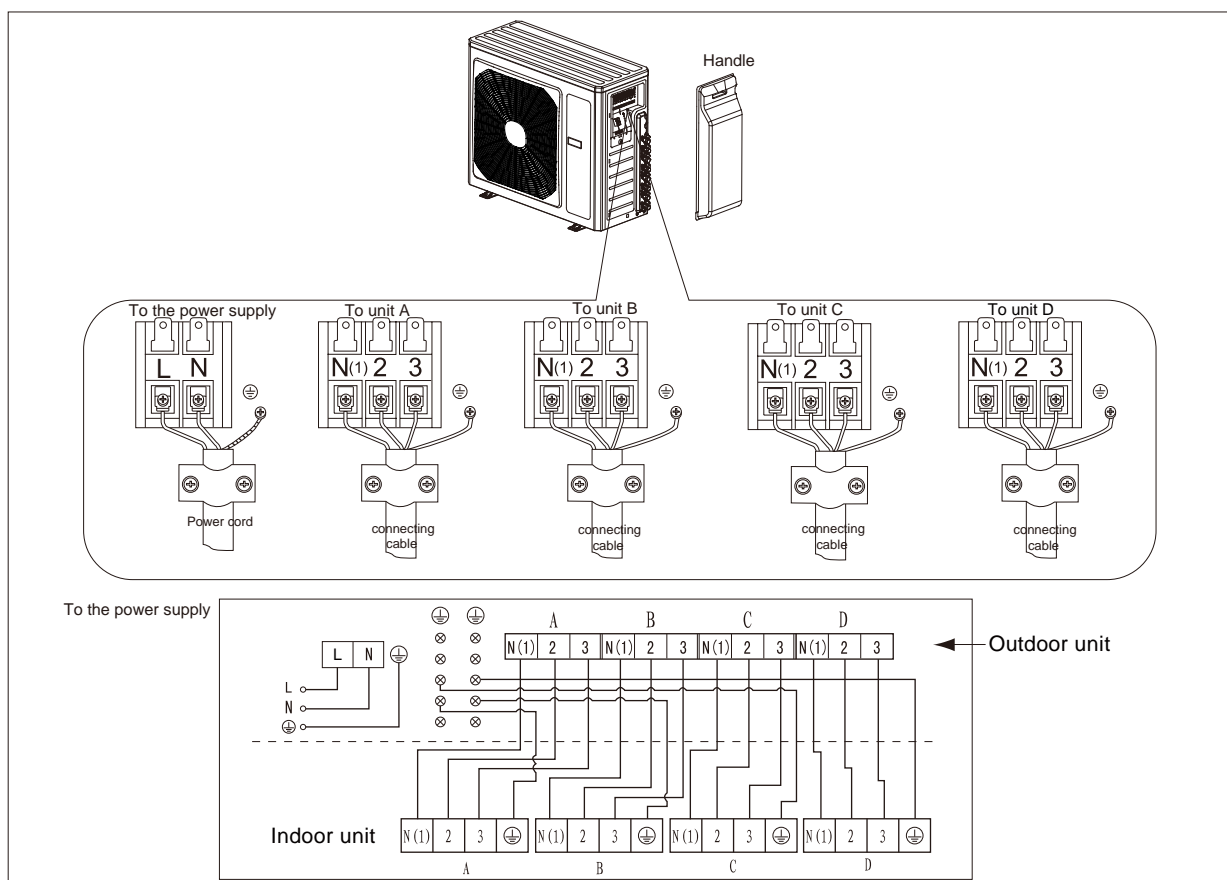 Handle
To the power supply To unit A To unit B To unit C To unit D
L N N(1) 2 3 N(1) 2 3 N(1) 2 3 N(1) 2 3
Power cord connecting cable connecting cable connecting cable connecting cable
To the power supply
A B C D
N(1) 2 3 N(1) 2 3 N(1) 2 3 N(1) 2 3
Outdoor unit
L N
L
N
Indoor unit
N(1) 2 3 N(1) 2 3 N(1) 2 3 N(1) 2 3
A B C D